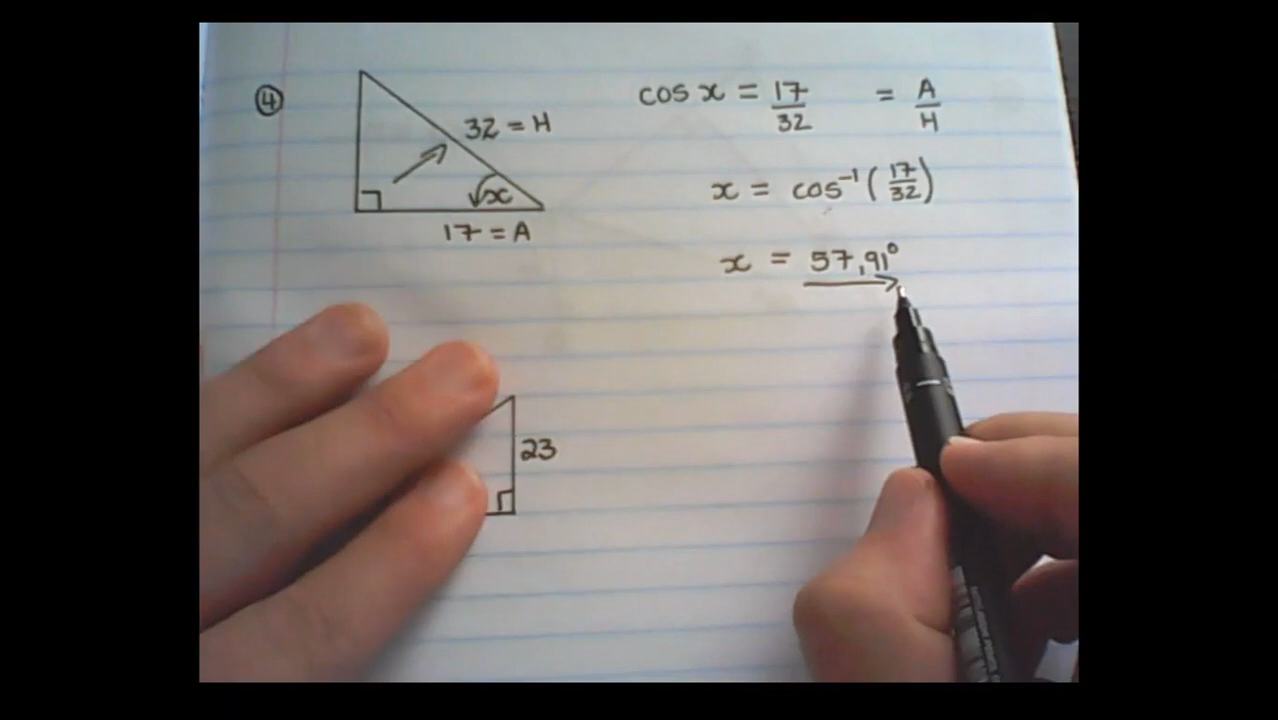 ④
32 = H
x
17 = A
cos x = 17/32 = A/H
x = cos⁻¹(17/32)
x = 57,91°
23